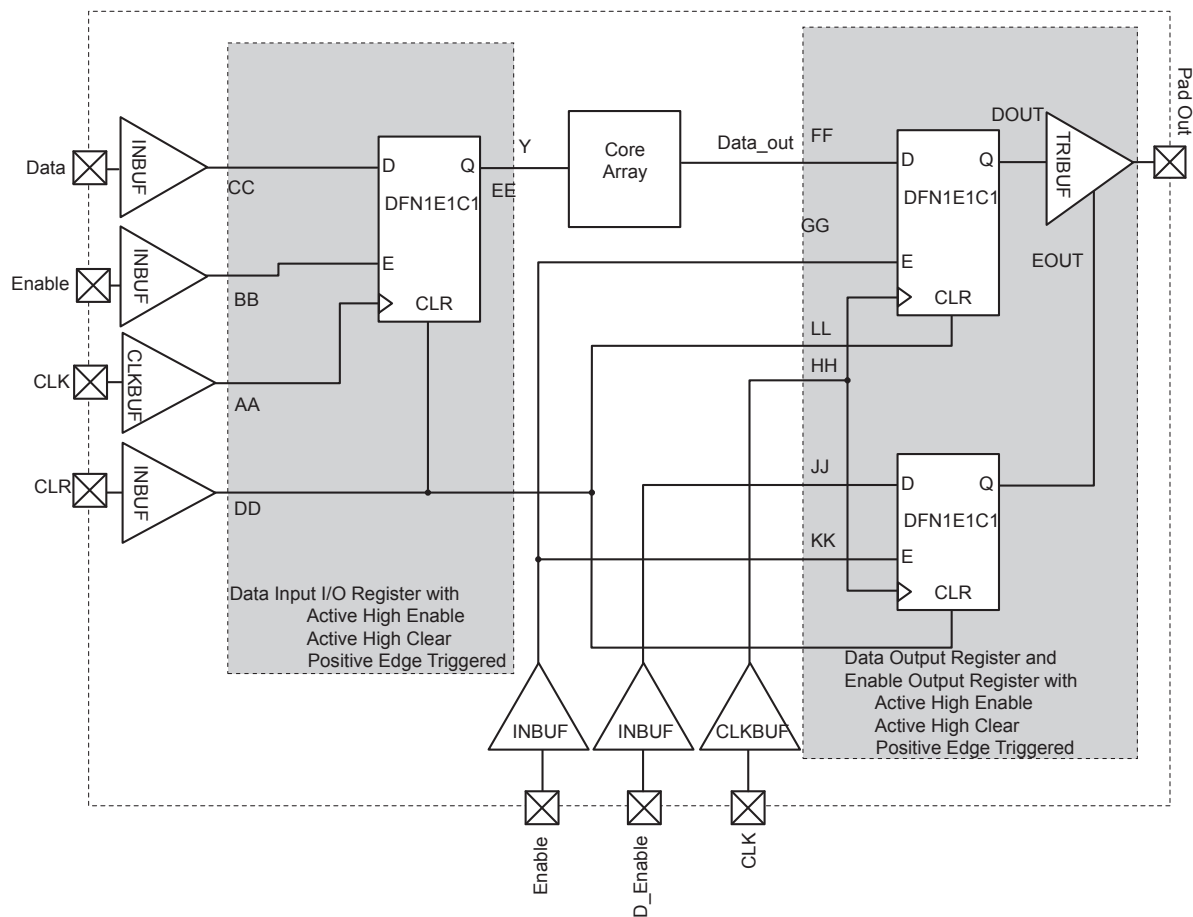 Pad Out
DOUT
Data
INBUF
CC
D
Q
DFN1E1C1
E
CLR
Y
EE
Core
Array
Data_out
FF
D
Q
DFN1E1C1
E
CLR
TRIBUF
GG
EOUT
Enable
INBUF
BB
CLK
CLKBUF
AA
LL
HH
CLR
INBUF
DD
JJ
D
Q
DFN1E1C1
KK
E
CLR
Data Input I/O Register with
Active High Enable
Active High Clear
Positive Edge Triggered
Data Output Register and
Enable Output Register with
Active High Enable
Active High Clear
Positive Edge Triggered
INBUF
INBUF
CLKBUF
Enable
D_Enable
CLK